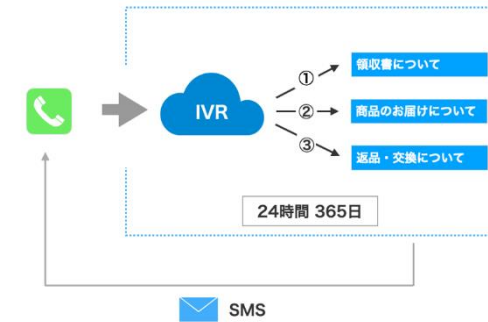 ① 領収書について
IVR
② 商品のお届けについて
③ 返品・交換について
24時間 365日
SMS